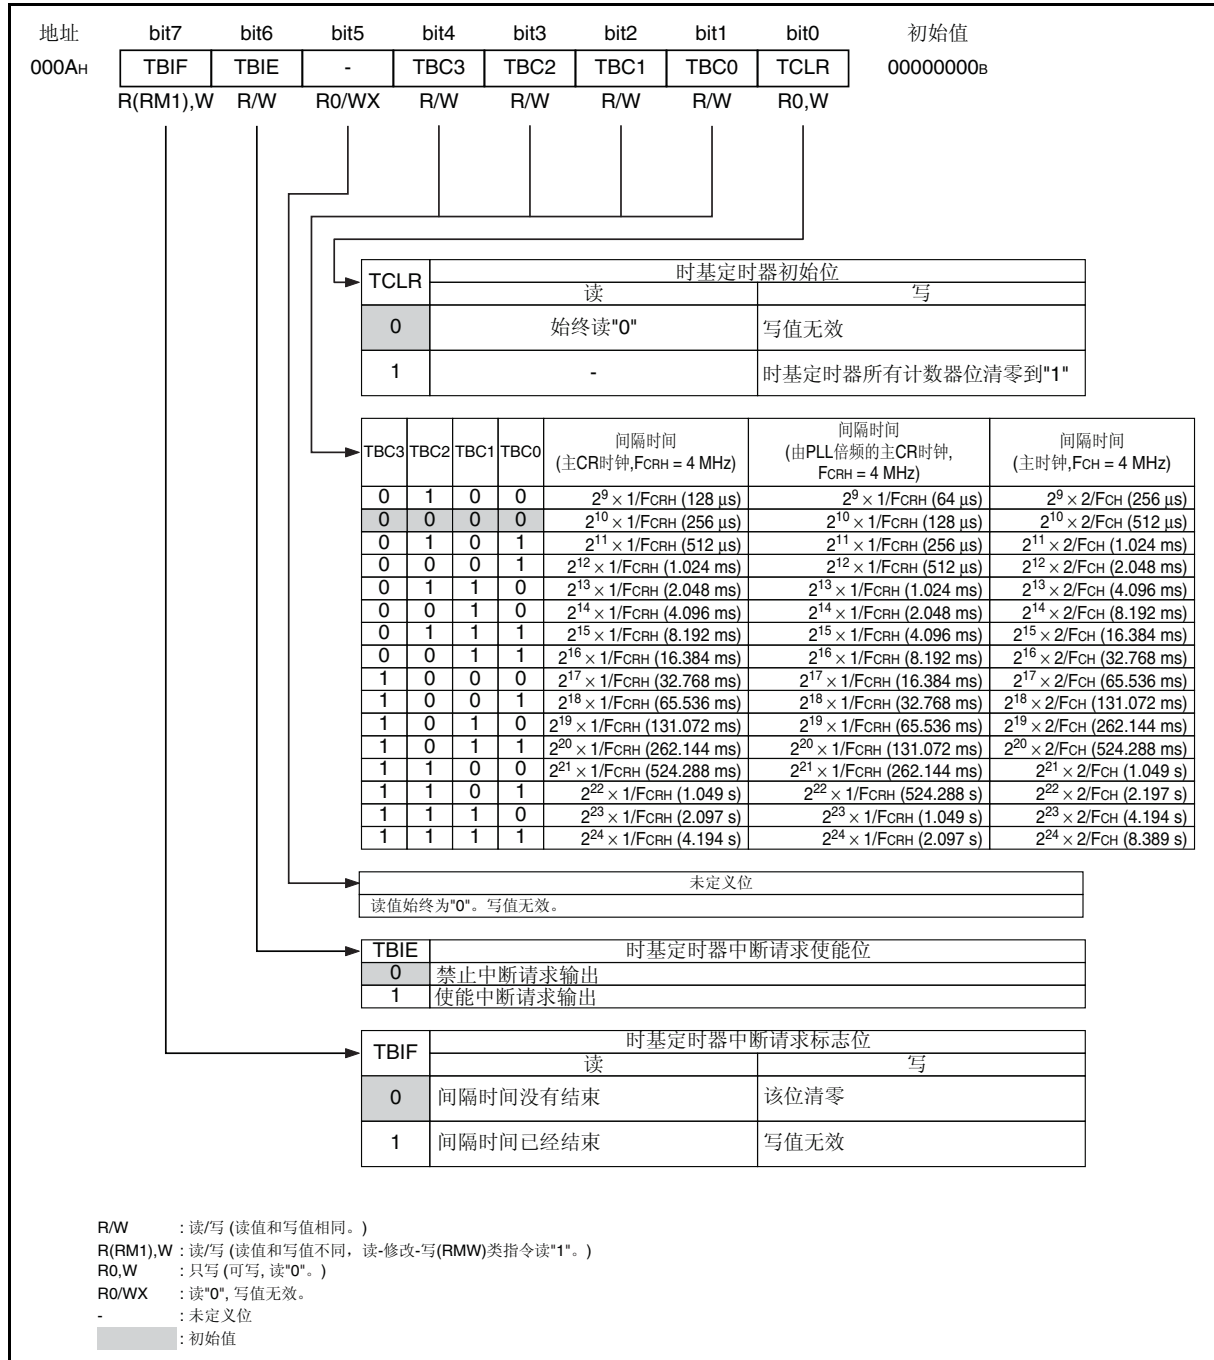 地址 bit7 bit6 bit5 bit4 bit3 bit2 bit1 bit0 初始值
000AH TBIF TBIE - TBC3 TBC2 TBC1 TBC0 TCLR 00000000B
R(RM1),W R/W R0/WX R/W R/W R/W R/W R0,W
TCLR 时基定时器初始位
读 写
0 始终读"0" 写值无效
1 - 时基定时器所有计数器位清零到"1"
TBC3 TBC2 TBC1 TBC0 间隔时间 (主CR时钟,FCRH = 4 MHz) 间隔时间 (由PLL倍频的主CR时钟, FCRH = 4 MHz) 间隔时间 (主时钟,FCH = 4 MHz)
0 1 0 0 2⁹ × 1/FCRH (128 μs) 2⁹ × 1/FCRH (64 μs) 2⁹ × 2/FCH (256 μs)
0 0 0 0 2¹⁰ × 1/FCRH (256 μs) 2¹⁰ × 1/FCRH (128 μs) 2¹⁰ × 2/FCH (512 μs)
0 1 0 1 2¹¹ × 1/FCRH (512 μs) 2¹¹ × 1/FCRH (256 μs) 2¹¹ × 2/FCH (1.024 ms)
0 0 0 1 2¹² × 1/FCRH (1.024 ms) 2¹² × 1/FCRH (512 μs) 2¹² × 2/FCH (2.048 ms)
0 1 1 0 2¹³ × 1/FCRH (2.048 ms) 2¹³ × 1/FCRH (1.024 ms) 2¹³ × 2/FCH (4.096 ms)
0 0 1 0 2¹⁴ × 1/FCRH (4.096 ms) 2¹⁴ × 1/FCRH (2.048 ms) 2¹⁴ × 2/FCH (8.192 ms)
0 1 1 1 2¹⁵ × 1/FCRH (8.192 ms) 2¹⁵ × 1/FCRH (4.096 ms) 2¹⁵ × 2/FCH (16.384 ms)
0 0 1 1 2¹⁶ × 1/FCRH (16.384 ms) 2¹⁶ × 1/FCRH (8.192 ms) 2¹⁶ × 2/FCH (32.768 ms)
1 0 0 0 2¹⁷ × 1/FCRH (32.768 ms) 2¹⁷ × 1/FCRH (16.384 ms) 2¹⁷ × 2/FCH (65.536 ms)
1 0 0 1 2¹⁸ × 1/FCRH (65.536 ms) 2¹⁸ × 1/FCRH (32.768 ms) 2¹⁸ × 2/FCH (131.072 ms)
1 0 1 0 2¹⁹ × 1/FCRH (131.072 ms) 2¹⁹ × 1/FCRH (65.536 ms) 2¹⁹ × 2/FCH (262.144 ms)
1 0 1 1 2²⁰ × 1/FCRH (262.144 ms) 2²⁰ × 1/FCRH (131.072 ms) 2²⁰ × 2/FCH (524.288 ms)
1 1 0 0 2²¹ × 1/FCRH (524.288 ms) 2²¹ × 1/FCRH (262.144 ms) 2²¹ × 2/FCH (1.049 s)
1 1 0 1 2²² × 1/FCRH (1.049 s) 2²² × 1/FCRH (524.288 s) 2²² × 2/FCH (2.197 s)
1 1 1 0 2²³ × 1/FCRH (2.097 s) 2²³ × 1/FCRH (1.049 s) 2²³ × 2/FCH (4.194 s)
1 1 1 1 2²⁴ × 1/FCRH (4.194 s) 2²⁴ × 1/FCRH (2.097 s) 2²⁴ × 2/FCH (8.389 s)
未定义位
读值始终为"0"。写值无效。
TBIE 时基定时器中断请求使能位
0 禁止中断请求输出
1 使能中断请求输出
TBIF 时基定时器中断请求标志位
读 写
0 间隔时间没有结束 该位清零
1 间隔时间已经结束 写值无效
R/W : 读/写 (读值和写值相同。)
R(RM1),W : 读/写 (读值和写值不同，读-修改-写(RMW)类指令读"1"。)
R0,W : 只写 (可写, 读"0"。)
R0/WX : 读"0", 写值无效。
- : 未定义位
: 初始值